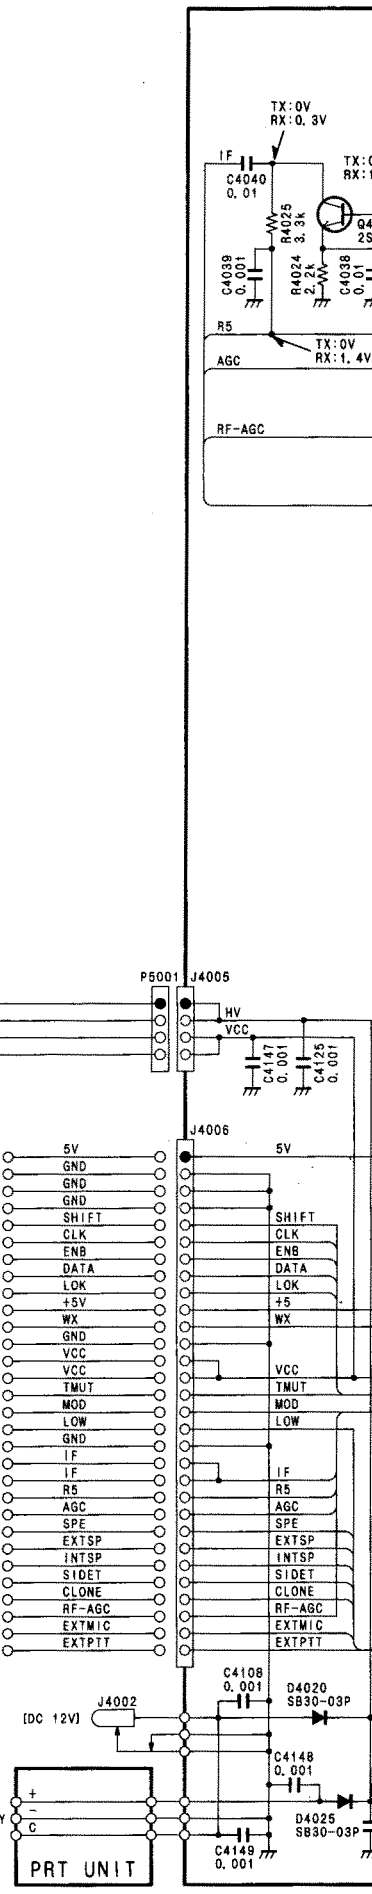 TX:0V
RX:0.3V
IF
C4040
0.01
TX:0
RX:1
Q4
2S
R4025
3.3k
C4039
0.001
R4024
2.2k
C4038
0.01
R5
TX:0V
RX:1.4V
AGC
RF-AGC
P5001 J4005
HV
VCC
C4147
0.001
C4125
0.001
J4006
5V 5V
GND
GND
GND
SHIFT SHIFT
CLK CLK
ENB ENB
DATA DATA
LOK LOK
+5V +5
WX WX
GND
VCC
VCC VCC
TMUT TMUT
MOD MOD
LOW LOW
GND
IF
IF IF
R5 R5
AGC AGC
SPE SPE
EXTSP EXTSP
INTSP INTSP
SIDET SIDET
CLONE CLONE
RF-AGC RF-AGC
EXTMIC EXTMIC
EXTPTT EXTPTT
C4108
0.001
D4020
SB30-03P
J4002
[DC 12V]
C4148
0.001
+
−
C
Y
D4025
SB30-03P
C4149
0.001
PRT UNIT